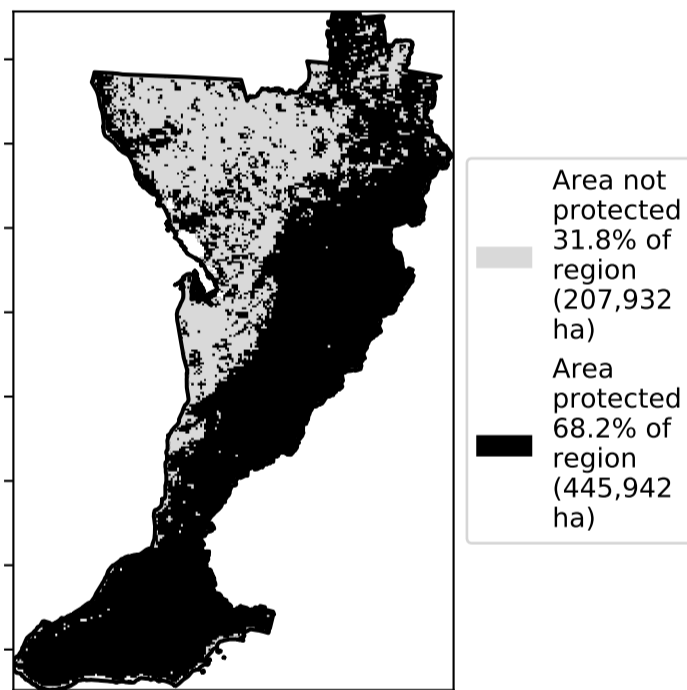 Area not
protected
31.8% of
region
(207,932
ha)
Area
protected
68.2% of
region
(445,942
ha)